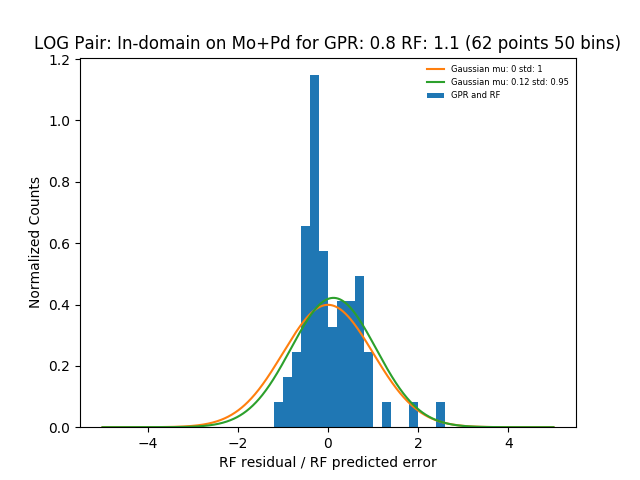 LOG Pair: In-domain on Mo+Pd for GPR: 0.8 RF: 1.1 (62 points 50 bins)
Gaussian mu: 0 std: 1
Gaussian mu: 0.12 std: 0.95
GPR and RF
Normalized Counts
1.2
1.0
0.8
0.6
0.4
0.2
0.0
−4 −2 0 2 4
RF residual / RF predicted error